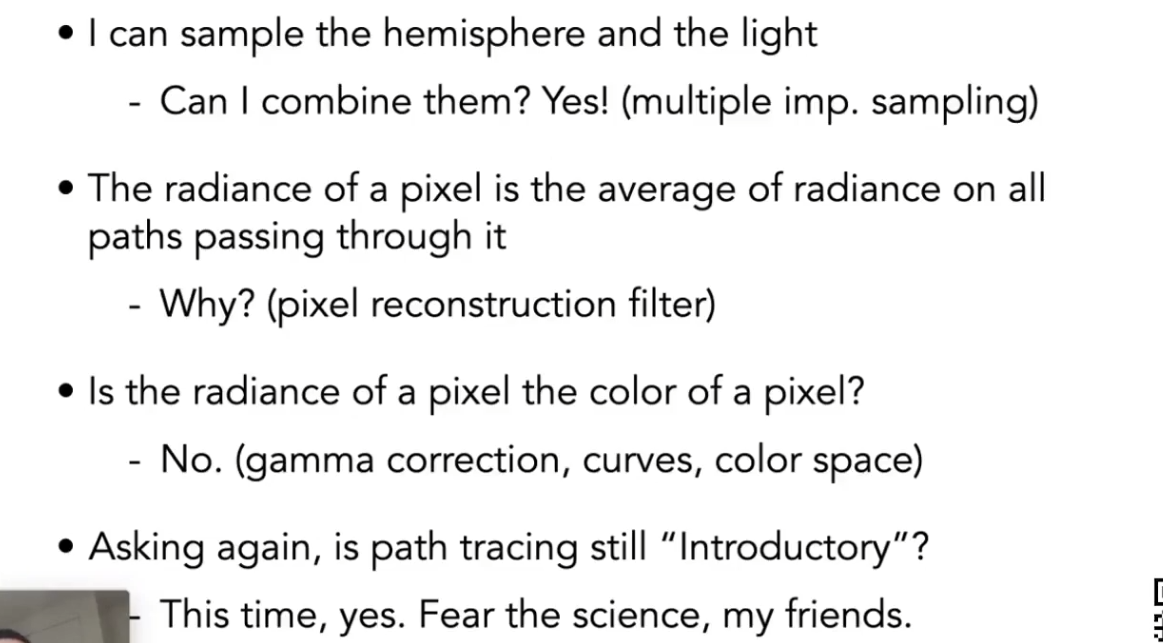 • I can sample the hemisphere and the light
- Can I combine them? Yes! (multiple imp. sampling)
• The radiance of a pixel is the average of radiance on all
paths passing through it
- Why? (pixel reconstruction filter)
• Is the radiance of a pixel the color of a pixel?
- No. (gamma correction, curves, color space)
• Asking again, is path tracing still “Introductory”?
- This time, yes. Fear the science, my friends.